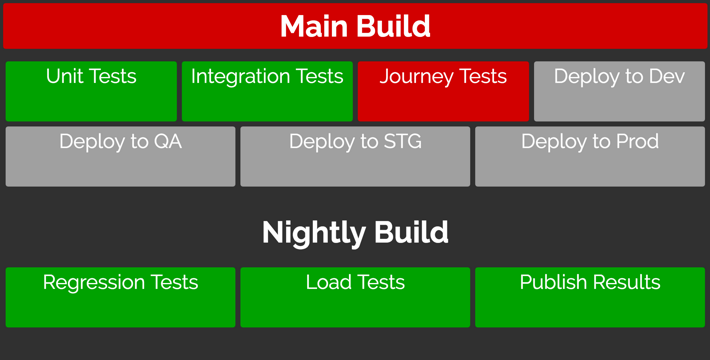 Main Build
Unit Tests
Integration Tests
Journey Tests
Deploy to Dev
Deploy to QA
Deploy to STG
Deploy to Prod
Nightly Build
Regression Tests
Load Tests
Publish Results